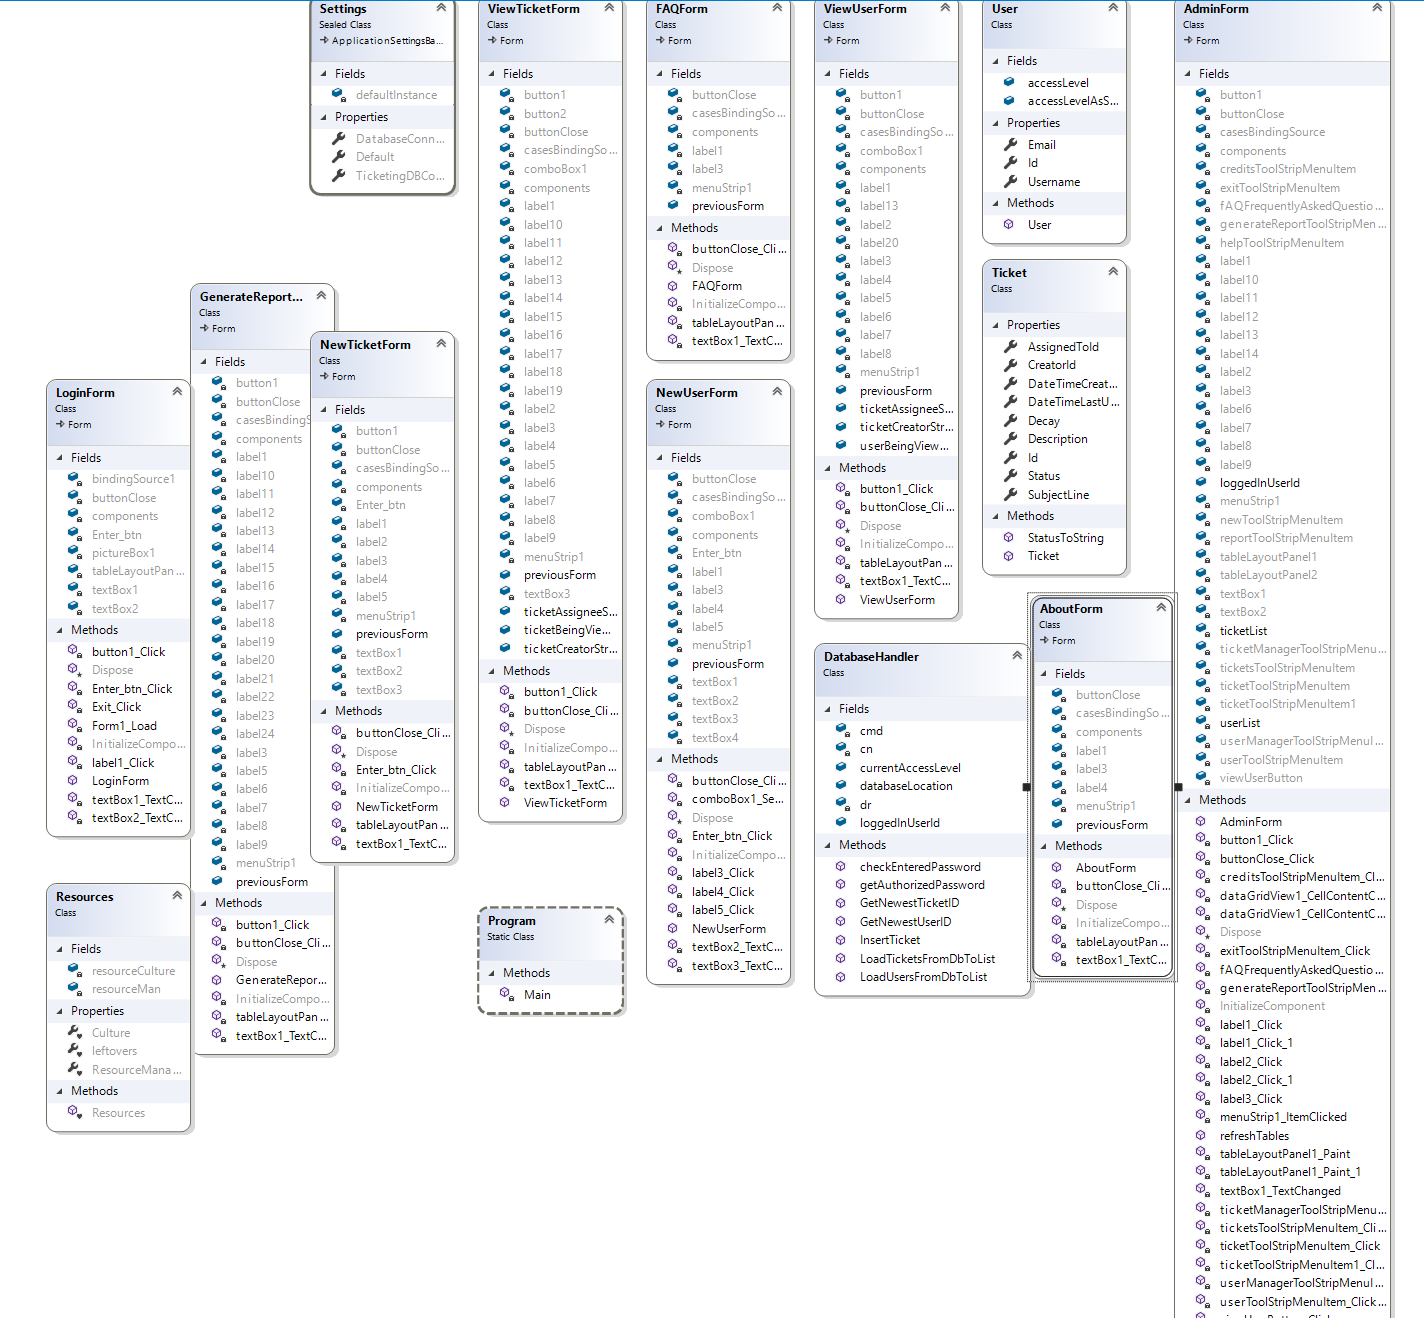 Settings
Sealed Class
ApplicationSettingsBa...
Fields
defaultInstance
Properties
DatabaseConn...
Default
TicketingDBCo...
ViewTicketForm
Class
Form
Fields
button1
button2
buttonClose
casesBindingSo...
comboBox1
components
label1
label10
label11
label12
label13
label14
label15
label16
label17
label18
label19
label2
label3
label4
label5
label6
label7
label8
label9
menuStrip1
previousForm
textBox3
ticketAssigneeS...
ticketBeingVie...
ticketCreatorStr...
Methods
button1_Click
buttonClose_Cli...
Dispose
InitializeCompo...
tableLayoutPan...
textBox1_TextC...
ViewTicketForm
FAQForm
Class
Form
Fields
buttonClose
casesBindingSo...
components
label1
label3
menuStrip1
previousForm
Methods
buttonClose_Cli...
Dispose
FAQForm
InitializeCompo...
tableLayoutPan...
textBox1_TextC...
ViewUserForm
Class
Form
Fields
button1
buttonClose
casesBindingSo...
comboBox1
components
label1
label13
label2
label20
label3
label4
label5
label6
label7
label8
menuStrip1
previousForm
ticketAssigneeS...
ticketCreatorStr...
userBeingView...
Methods
button1_Click
buttonClose_Cli...
Dispose
InitializeCompo...
tableLayoutPan...
textBox1_TextC...
ViewUserForm
User
Class
Fields
accessLevel
accessLevelAsS...
Properties
Email
Id
Username
Methods
User
Ticket
Class
Properties
AssignedToId
CreatorId
DateTimeCreat...
DateTimeLastU...
Decay
Description
Id
Status
SubjectLine
Methods
StatusToString
Ticket
AdminForm
Class
Form
Fields
button1
buttonClose
casesBindingSource
components
creditsToolStripMenuItem
exitToolStripMenuItem
fAQFrequentlyAskedQuestio...
generateReportToolStripMen...
helpToolStripMenuItem
label1
label10
label11
label12
label13
label14
label2
label3
label6
label7
label8
label9
loggedInUserId
menuStrip1
newToolStripMenuItem
reportToolStripMenuItem
tableLayoutPanel1
tableLayoutPanel2
textBox1
textBox2
ticketList
ticketManagerToolStripMenu...
ticketsToolStripMenuItem
ticketToolStripMenuItem
ticketToolStripMenuItem1
userList
userManagerToolStripMenuI...
userToolStripMenuItem
viewUserButton
Methods
AdminForm
button1_Click
buttonClose_Click
creditsToolStripMenuItem_Cl...
dataGridView1_CellContentC...
dataGridView1_CellContentC...
Dispose
exitToolStripMenuItem_Click
fAQFrequentlyAskedQuestio...
generateReportToolStripMen...
InitializeComponent
label1_Click
label1_Click_1
label2_Click
label2_Click_1
label3_Click
menuStrip1_ItemClicked
refreshTables
tableLayoutPanel1_Paint
tableLayoutPanel1_Paint_1
textBox1_TextChanged
ticketManagerToolStripMenu...
ticketsToolStripMenuItem_Cli...
ticketToolStripMenuItem_Click
ticketToolStripMenuItem1_Cl...
userManagerToolStripMenuI...
userToolStripMenuItem_Click
GenerateReport...
Class
Form
Fields
button1
buttonClose
casesBindingS
components
label1
label10
label11
label12
label13
label14
label15
label16
label17
label18
label19
label20
label21
label22
label23
label24
label3
label5
label6
label7
label8
label9
menuStrip1
previousForm
Methods
button1_Click
buttonClose_Cli...
Dispose
GenerateRepor...
InitializeCompo...
tableLayoutPan...
textBox1_TextC...
NewTicketForm
Class
Form
Fields
button1
buttonClose
casesBindingSo...
components
Enter_btn
label1
label2
label3
label4
label5
menuStrip1
previousForm
textBox1
textBox2
textBox3
Methods
buttonClose_Cli...
Dispose
Enter_btn_Click
InitializeCompo...
NewTicketForm
tableLayoutPan...
textBox1_TextC...
LoginForm
Class
Form
Fields
bindingSource1
buttonClose
components
Enter_btn
pictureBox1
tableLayoutPan...
textBox1
textBox2
Methods
button1_Click
Dispose
Enter_btn_Click
Exit_Click
Form1_Load
InitializeCompo...
label1_Click
LoginForm
textBox1_TextC...
textBox2_TextC...
NewUserForm
Class
Form
Fields
buttonClose
casesBindingSo...
comboBox1
components
Enter_btn
label1
label3
label4
label5
menuStrip1
previousForm
textBox1
textBox2
textBox3
textBox4
Methods
buttonClose_Cli...
comboBox1_Se...
Dispose
Enter_btn_Click
InitializeCompo...
label3_Click
label4_Click
label5_Click
NewUserForm
textBox2_TextC...
textBox3_TextC...
AboutForm
Class
Form
Fields
buttonClose
casesBindingSo...
components
label1
label3
label4
menuStrip1
previousForm
Methods
AboutForm
buttonClose_Cli...
Dispose
InitializeCompo...
tableLayoutPan...
textBox1_TextC...
DatabaseHandler
Class
Fields
cmd
cn
currentAccessLevel
databaseLocation
dr
loggedInUserId
Methods
checkEnteredPassword
getAuthorizedPassword
GetNewestTicketID
GetNewestUserID
InsertTicket
LoadTicketsFromDbToList
LoadUsersFromDbToList
Resources
Class
Fields
resourceCulture
resourceMan
Properties
Culture
leftovers
ResourceMana...
Methods
Resources
Program
Static Class
Methods
Main